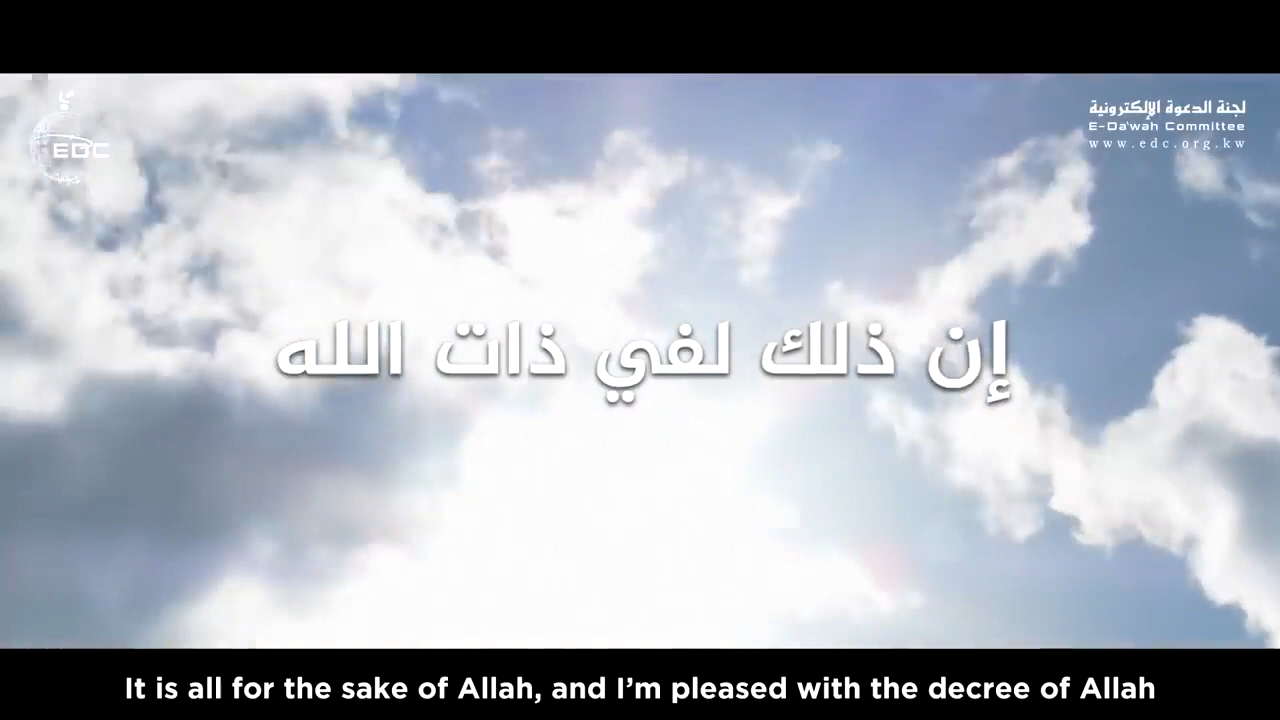 EDC
لجنة الدعوة الإلكترونية
E-Da'wah Committee
www.edc.org.kw
إن ذلك لفي ذات الله
It is all for the sake of Allah, and I'm pleased with the decree of Allah